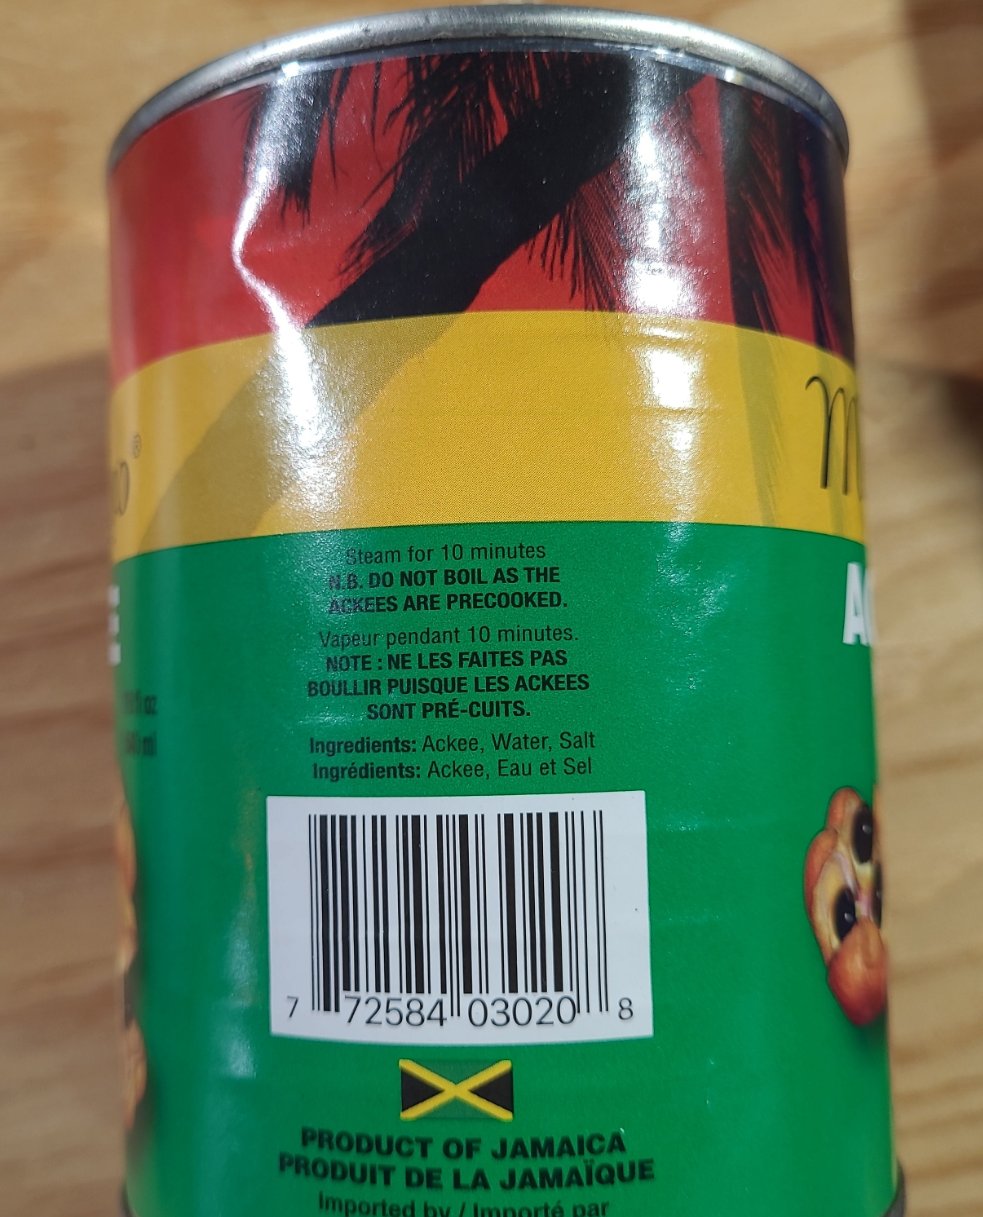 ®
Steam for 10 minutes
N.B. DO NOT BOIL AS THE
ACKEES ARE PRECOOKED.
Vapeur pendant 10 minutes.
NOTE : NE LES FAITES PAS
BOULLIR PUISQUE LES ACKEES
SONT PRÉ-CUITS.
Ingredients: Ackee, Water, Salt
Ingrédients: Ackee, Eau et Sel
7 72584 03020 8
PRODUCT OF JAMAICA
PRODUIT DE LA JAMAÏQUE
Imported by / Importé par